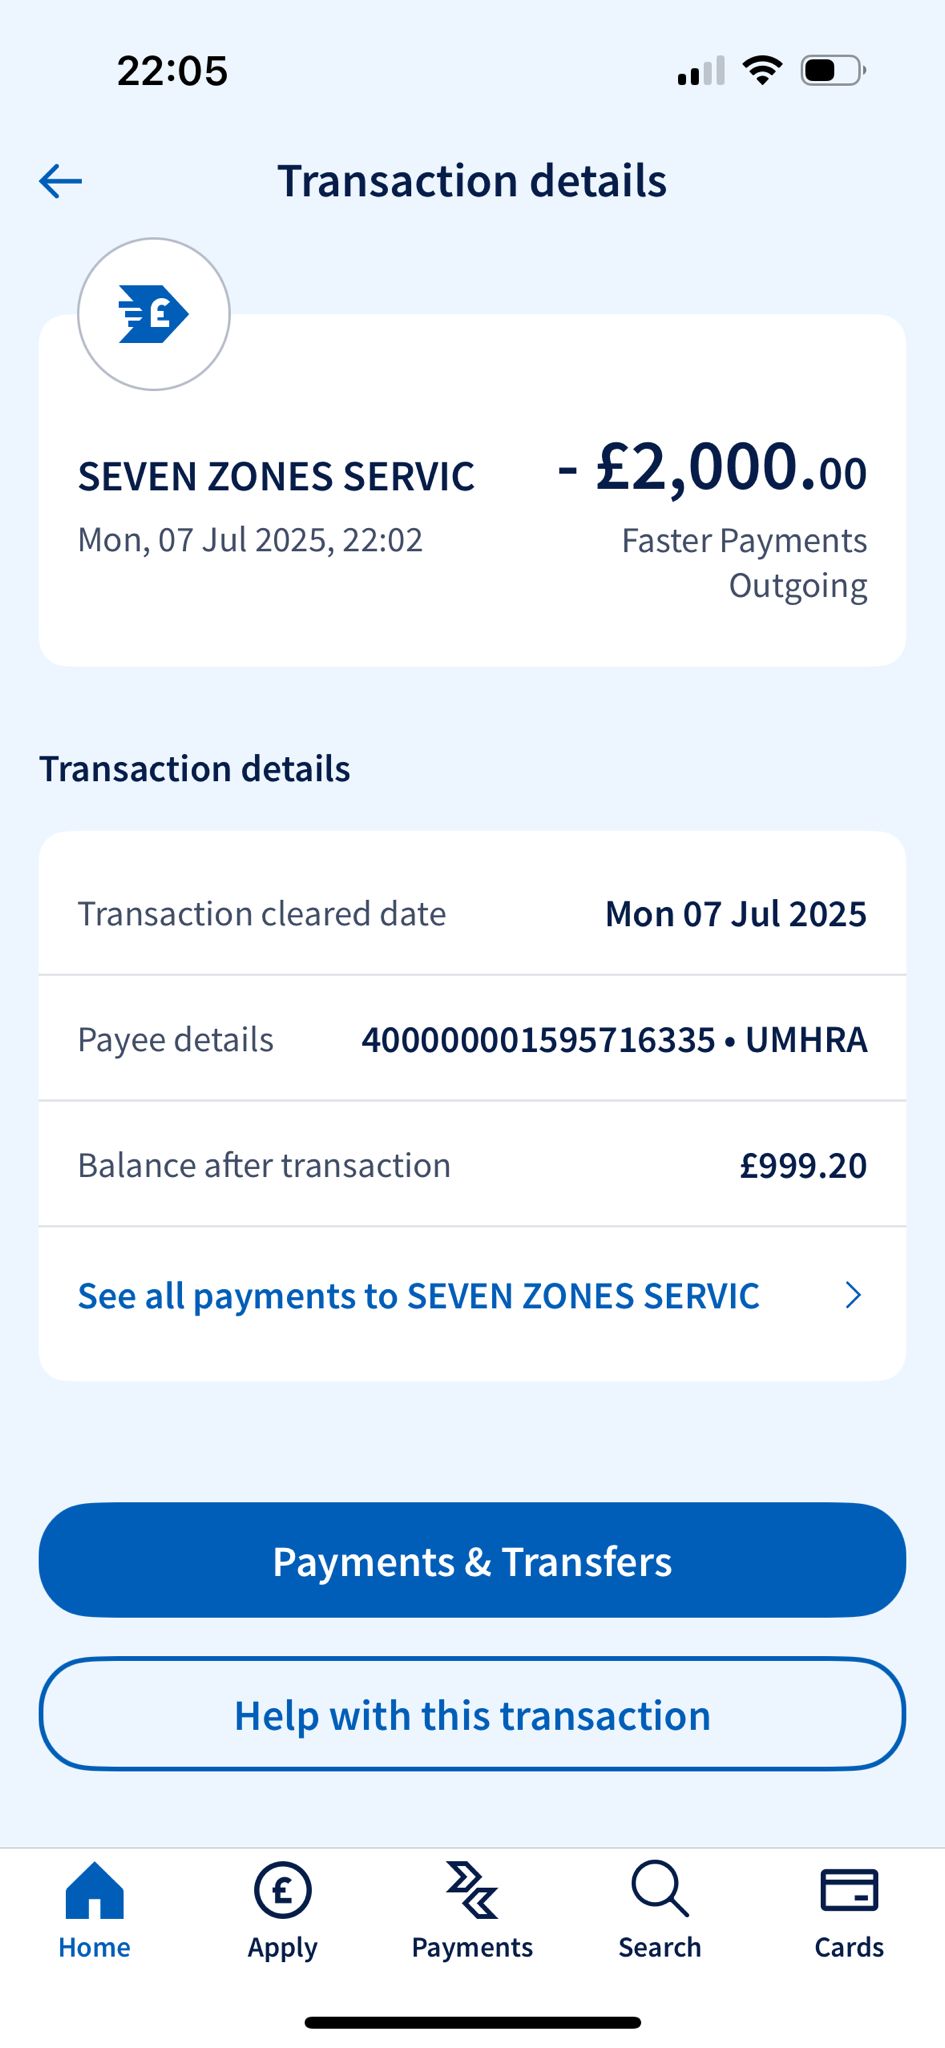 22:05
Transaction details
£
SEVEN ZONES SERVIC
- £2,000.00
Mon, 07 Jul 2025, 22:02
Faster Payments
Outgoing
Transaction details
Transaction cleared date Mon 07 Jul 2025
Payee details 400000001595716335 • UMHRA
Balance after transaction £999.20
See all payments to SEVEN ZONES SERVIC
Payments & Transfers
Help with this transaction
£
Home Apply Payments Search Cards